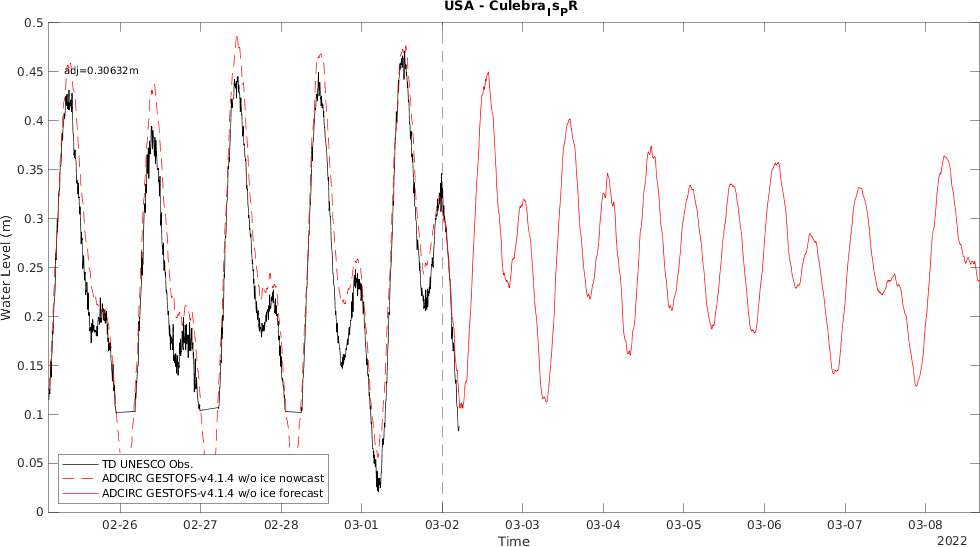 USA - Culebra_Is_PR
0.5
0.45
0.4
0.35
0.3
0.25
0.2
0.15
0.1
0.05
0
Water Level (m)
adj=0.30632m
TD UNESCO Obs.
ADCIRC GESTOFS-v4.1.4 w/o ice nowcast
ADCIRC GESTOFS-v4.1.4 w/o ice forecast
02-26 02-27 02-28 03-01 03-02 03-03 03-04 03-05 03-06 03-07 03-08
Time
2022